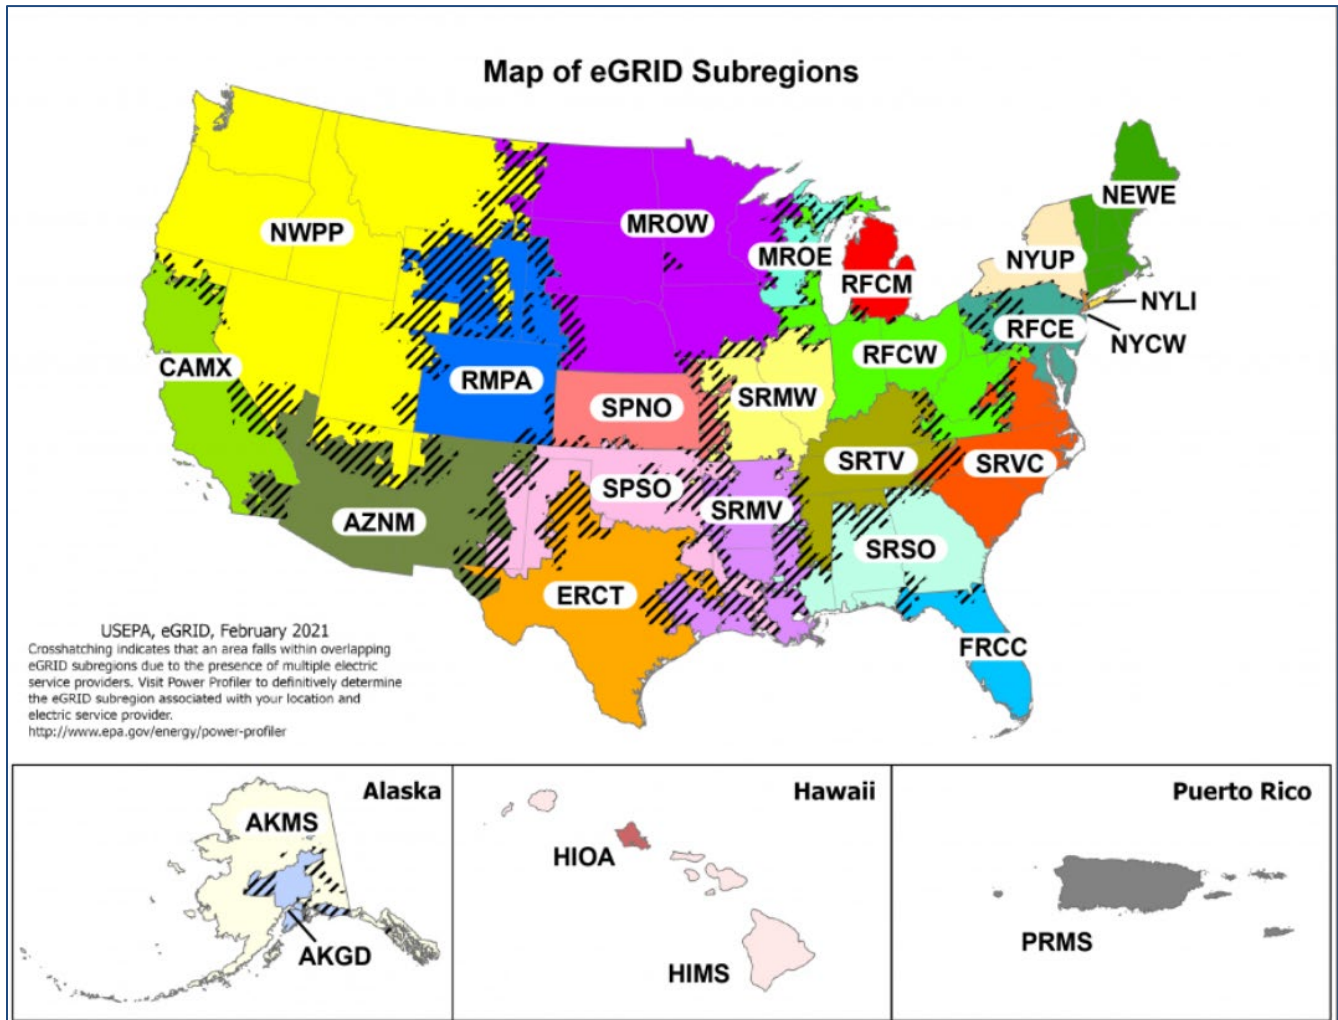 Map of eGRID Subregions
NEWE
NWPP
MROW
MROE
NYUP
RFCM
NYLI
RFCE
NYCW
CAMX
RFCW
RMPA
SRMW
SPNO
SRTV
SRVC
SPSO
SRMV
AZNM
SRSO
ERCT
FRCC
USEPA, eGRID, February 2021
Crosshatching indicates that an area falls within overlapping
eGRID subregions due to the presence of multiple electric
service providers. Visit Power Profiler to definitively determine
the eGRID subregion associated with your location and
electric service provider.
http://www.epa.gov/energy/power-profiler
Alaska
AKMS
AKGD
Hawaii
HIOA
HIMS
Puerto Rico
PRMS